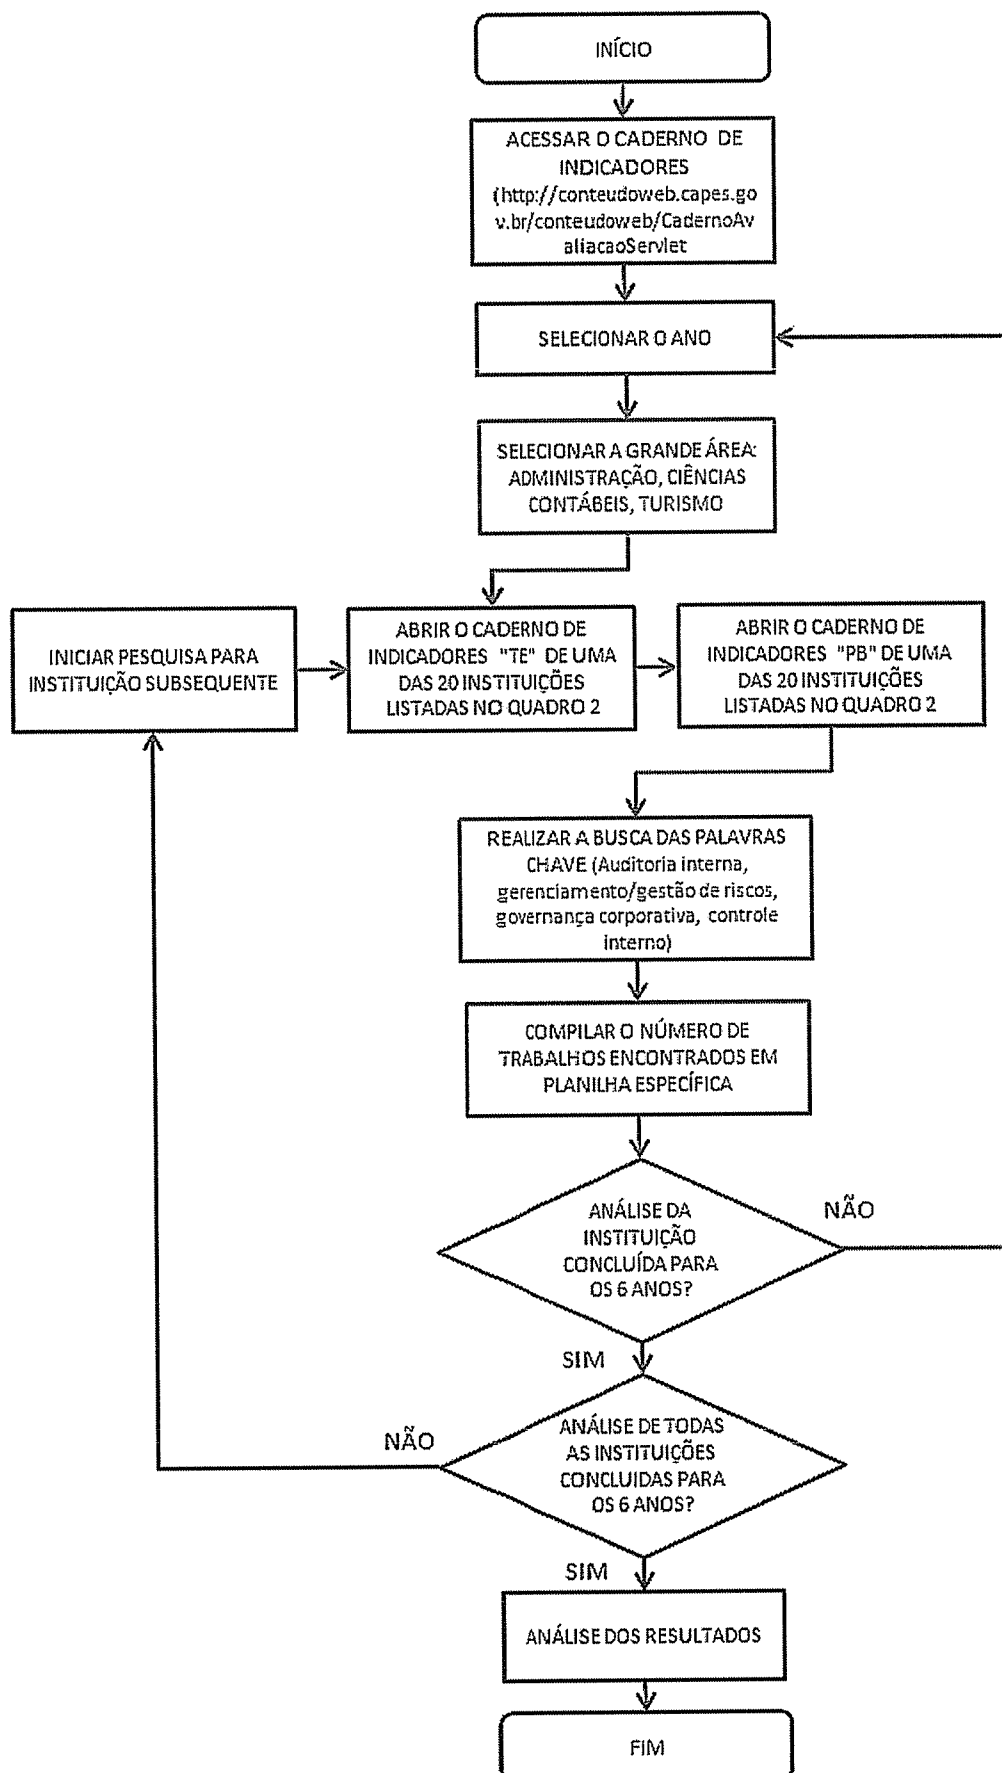 INÍCIO
ACESSAR O CADERNO DE
INDICADORES
(http://conteudoweb.capes.go
v.br/conteudoweb/CadernoAv
aliacaoServlet
SELECIONAR O ANO
SELECIONAR A GRANDE ÁREA:
ADMINISTRAÇÃO, CIÊNCIAS
CONTÁBEIS, TURISMO
INICIAR PESQUISA PARA
INSTITUIÇÃO SUBSEQUENTE
ABRIR O CADERNO DE
INDICADORES "TE" DE UMA
DAS 20 INSTITUIÇÕES
LISTADAS NO QUADRO 2
ABRIR O CADERNO DE
INDICADORES "PB" DE UMA
DAS 20 INSTITUIÇÕES
LISTADAS NO QUADRO 2
REALIZAR A BUSCA DAS PALAVRAS
CHAVE (Auditoria interna,
gerenciamento/gestão de riscos,
governança corporativa, controle
interno)
COMPILAR O NÚMERO DE
TRABALHOS ENCONTRADOS EM
PLANILHA ESPECÍFICA
ANÁLISE DA
INSTITUIÇÃO
CONCLUÍDA PARA
OS 6 ANOS?
NÃO
SIM
ANÁLISE DE TODAS
AS INSTITUIÇÕES
CONCLUIDAS PARA
OS 6 ANOS?
NÃO
SIM
ANÁLISE DOS RESULTADOS
FIM